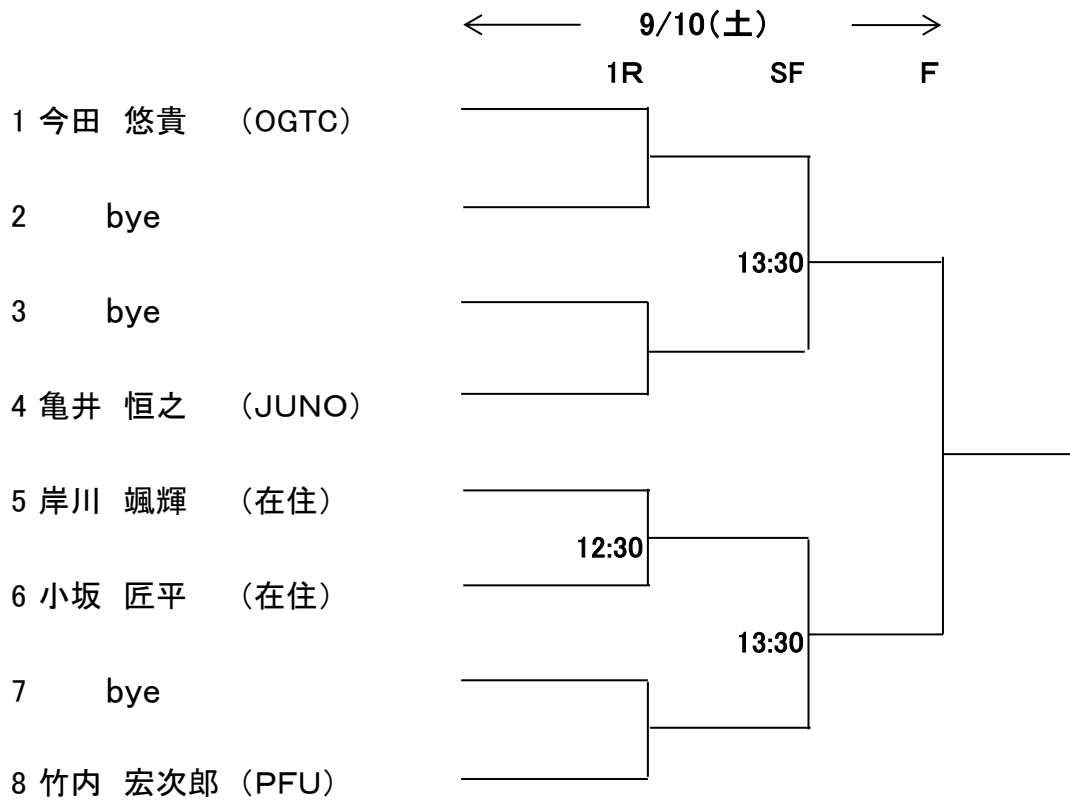 9/10(土)
1R SF F
1 今田 悠貴 (OGTC)
2 bye
13:30
3 bye
4 亀井 恒之 (JUNO)
5 岸川 颯輝 (在住)
12:30
6 小坂 匠平 (在住)
13:30
7 bye
8 竹内 宏次郎 (PFU)